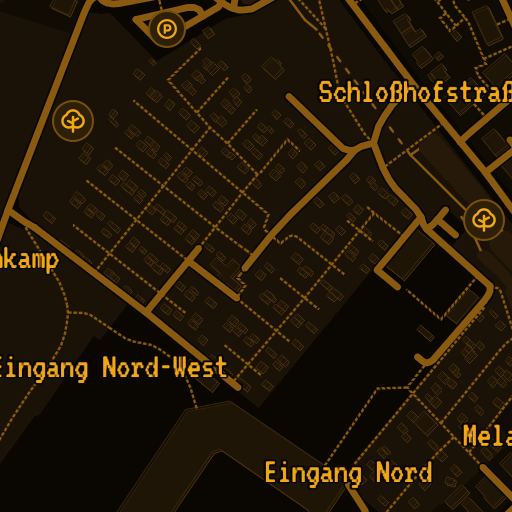 P
Schloßhofstraß
nkamp
Eingang Nord-West
Mela
Eingang Nord